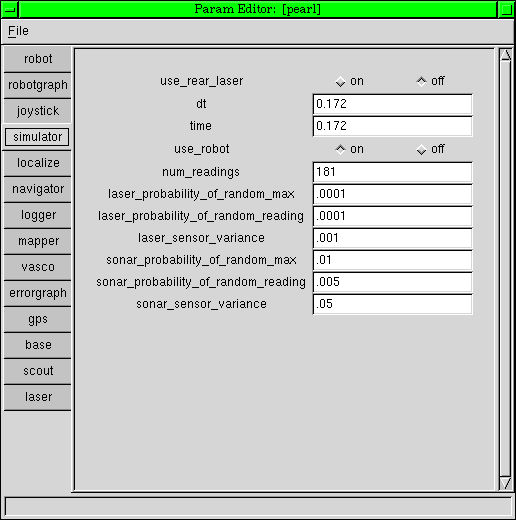 Param Editor: [pearl]
File
robot
robotgraph
joystick
simulator
localize
navigator
logger
mapper
vasco
errorgraph
gps
base
scout
laser
use_rear_laser on off
dt 0.172
time 0.172
use_robot on off
num_readings 181
laser_probability_of_random_max .0001
laser_probability_of_random_reading .0001
laser_sensor_variance .001
sonar_probability_of_random_max .01
sonar_probability_of_random_reading .005
sonar_sensor_variance .05